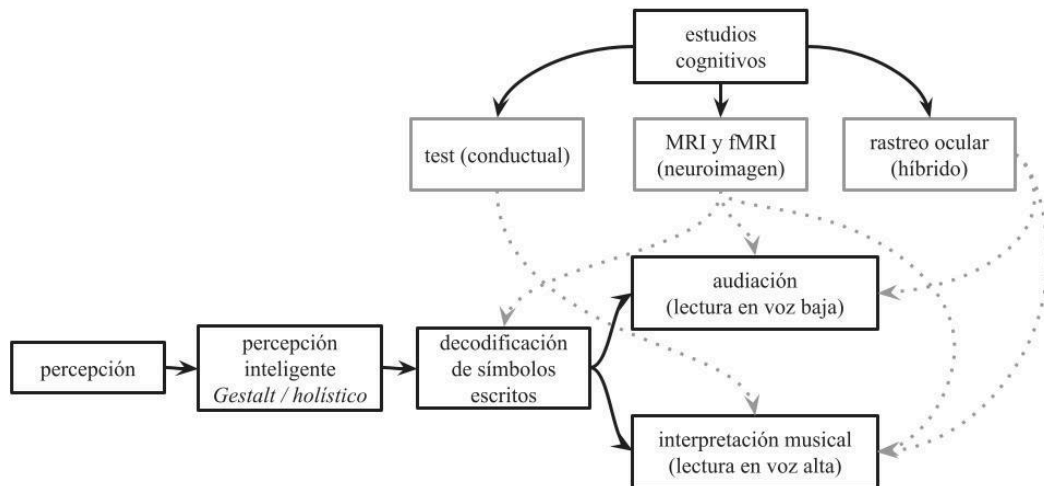 estudios
cognitivos
test (conductual)
MRI y fMRI
(neuroimagen)
rastreo ocular
(híbrido)
audiación
(lectura en voz baja)
percepción
percepción
inteligente
Gestalt / holístico
decodificación
de símbolos
escritos
interpretación musical
(lectura en voz alta)